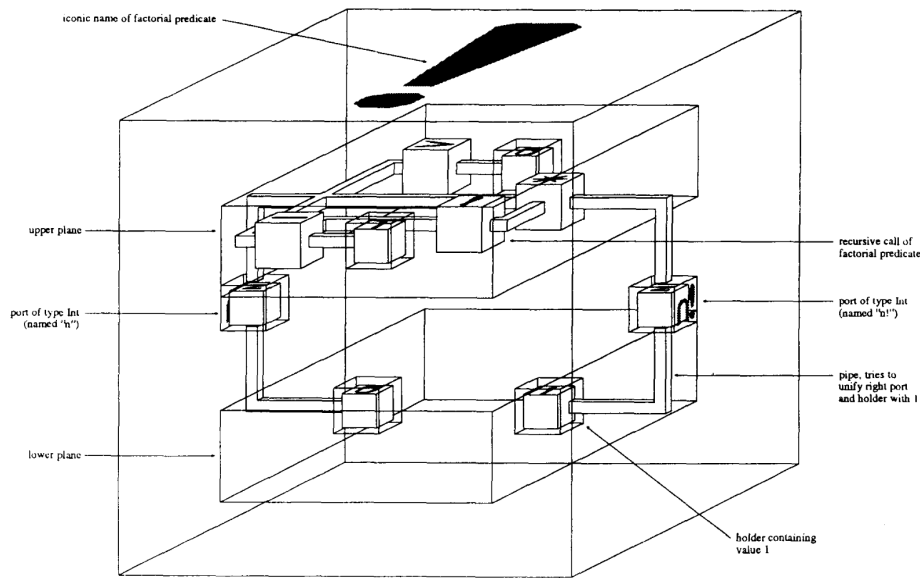 iconic name of factorial predicate
upper plane
recursive call of
factorial predicate
port of type Int
(named "n")
port of type Int
(named "n!")
pipe, tries to
unify right port
and holder with 1
lower plane
holder containing
value 1